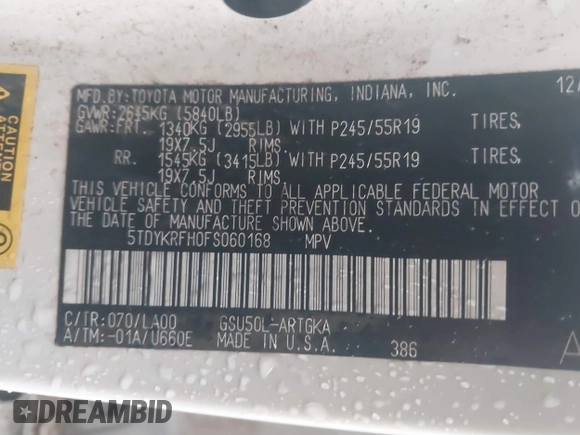 CAUTION
MFD.BY:TOYOTA MOTOR MANUFACTURING, INDIANA, INC. 12/
GVWR:2645KG (5840LB)
GAWR:FRT. 1340KG (2955LB) WITH P245/55R19 TIRES,
19X7.5J RIMS
RR. 1545KG (3415LB) WITH P245/55R19 TIRES,
19X7.5J RIMS
THIS VEHICLE CONFORMS TO ALL APPLICABLE FEDERAL MOTOR
VEHICLE SAFETY AND THEFT PREVENTION STANDARDS IN EFFECT O
THE DATE OF MANUFACTURE SHOWN ABOVE.
5TDYKRFH0FS060168 MPV
C/TR:070/LA00 GSU50L-ARTGKA
A/TM:-01A/U660E MADE IN U.S.A. 386 A
DREAMBID